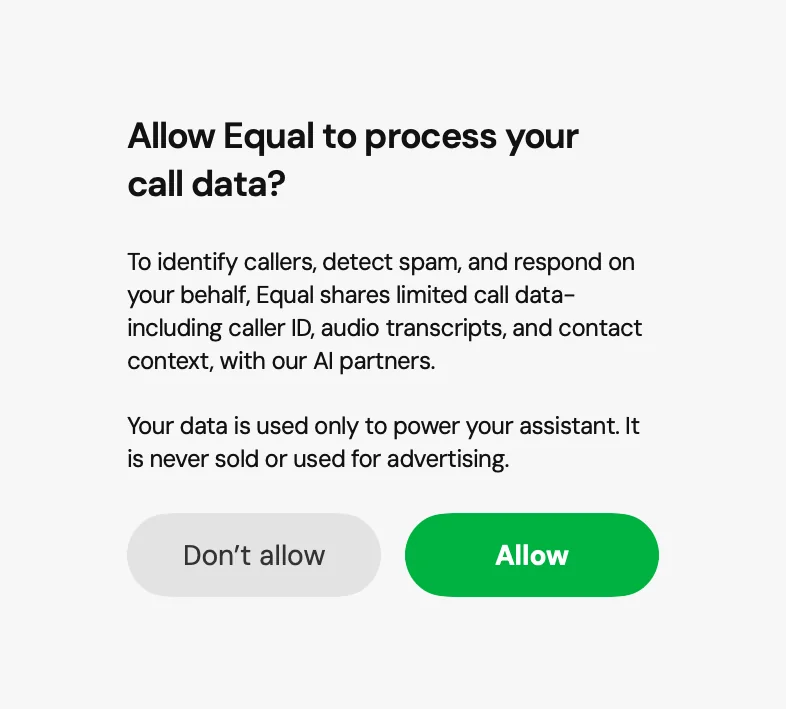 Allow Equal to process your
call data?
To identify callers, detect spam, and respond on
your behalf, Equal shares limited call data–
including caller ID, audio transcripts, and contact
context, with our AI partners.
Your data is used only to power your assistant. It
is never sold or used for advertising.
Don’t allow
Allow